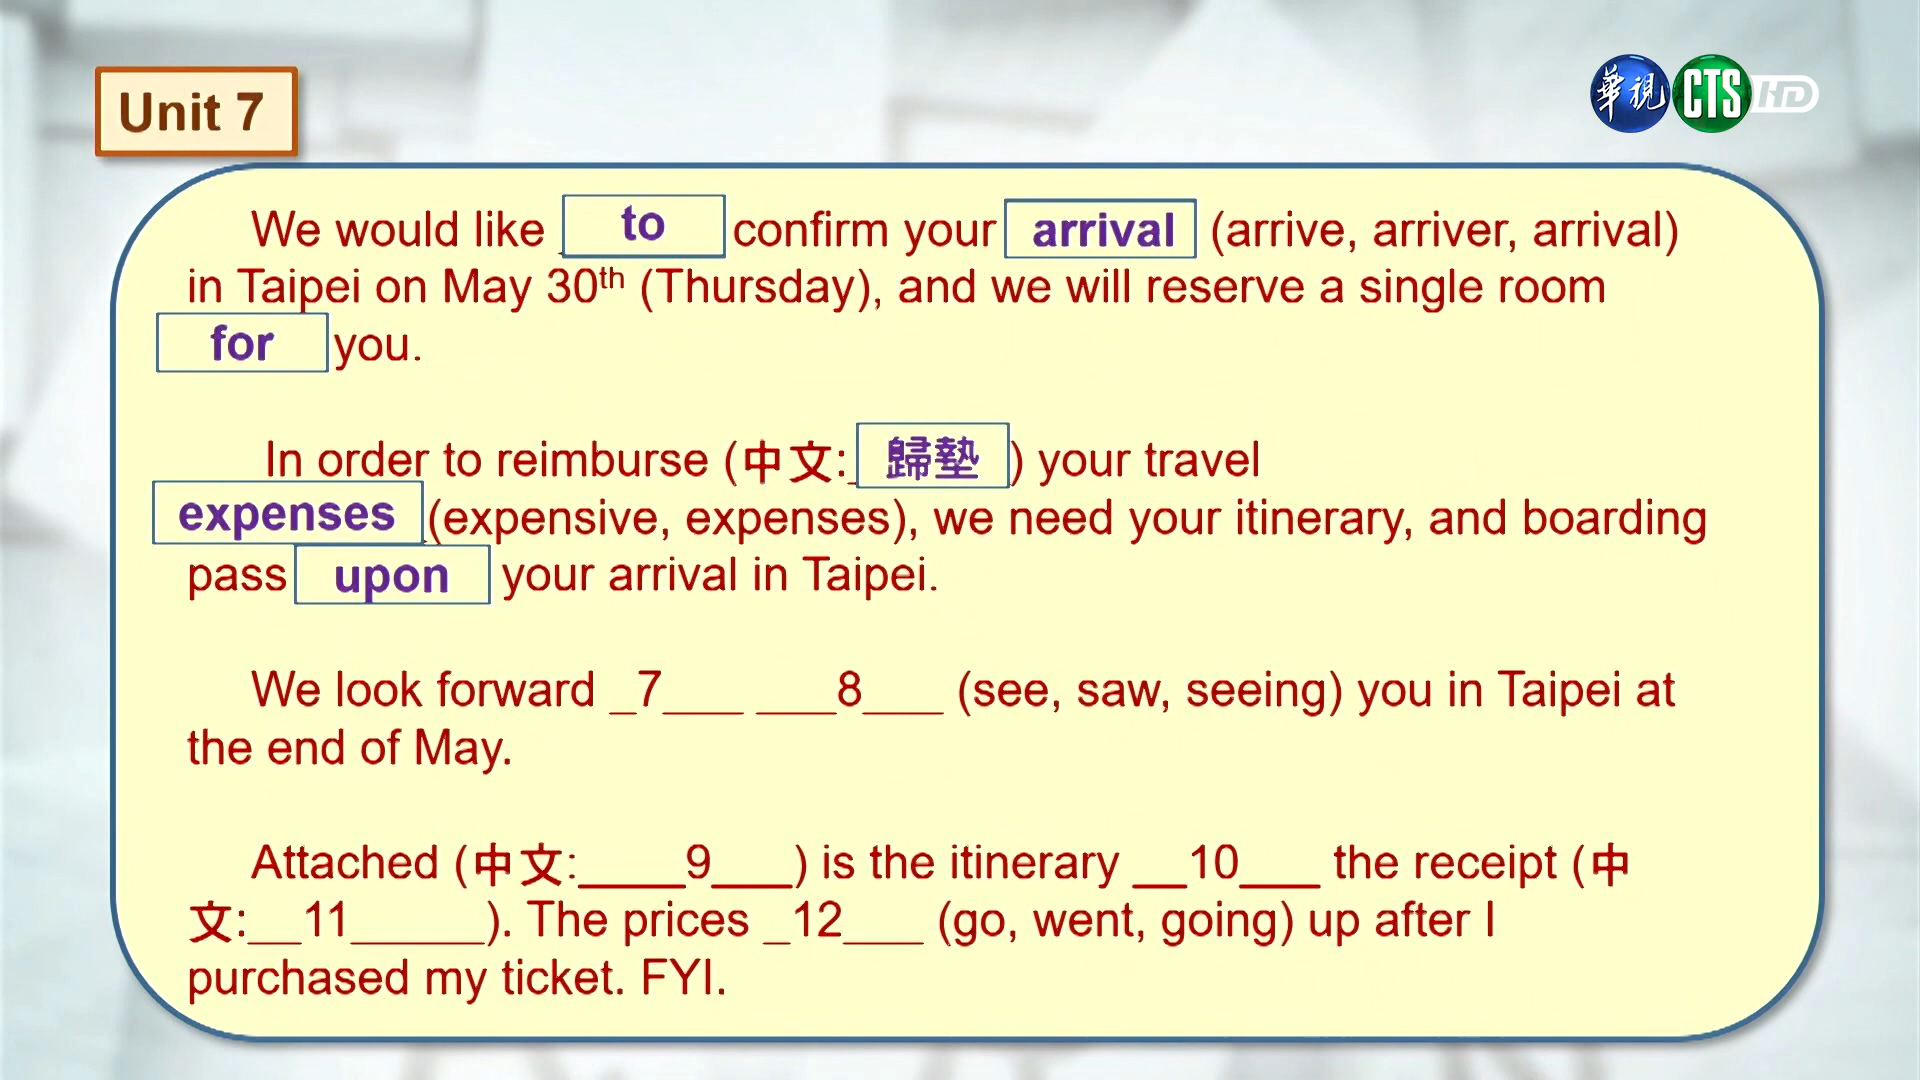 Unit 7
華視 CTS HD
We would like to confirm your arrival (arrive, arriver, arrival)
in Taipei on May 30th (Thursday), and we will reserve a single room
for you.
In order to reimburse (中文:_歸墊) your travel
expenses (expensive, expenses), we need your itinerary, and boarding
pass upon your arrival in Taipei.
We look forward _7___ ___8___ (see, saw, seeing) you in Taipei at
the end of May.
Attached (中文:____9___) is the itinerary __10___ the receipt (中
文:__11_____). The prices _12___ (go, went, going) up after I
purchased my ticket. FYI.